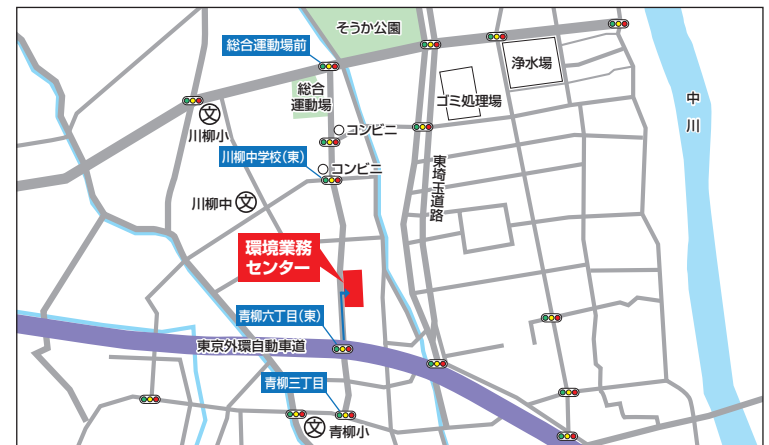 そうか公園
総合運動場前
浄水場
総合
運動場
ゴミ処理場
中川
文
川柳小
コンビニ
川柳中学校(東)
コンビニ
東埼玉道路
川柳中
文
環境業務
センター
青柳六丁目(東)
東京外環自動車道
青柳三丁目
文
青柳小